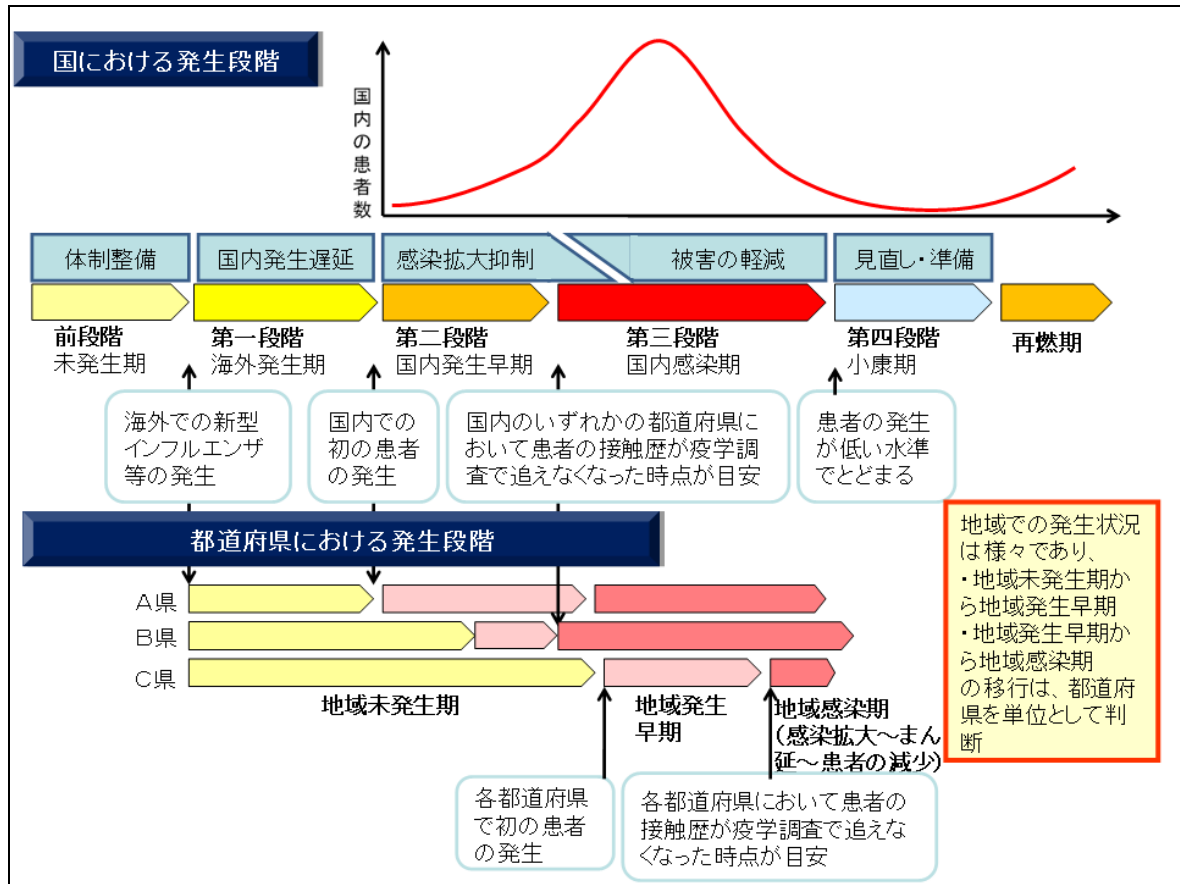 国における発生段階
国内の患者数
体制整備
国内発生遅延
感染拡大抑制
被害の軽減
見直し・準備
前段階
未発生期
第一段階
海外発生期
第二段階
国内発生早期
第三段階
国内感染期
第四段階
小康期
再燃期
海外での新型
インフルエンザ
等の発生
国内での
初の患者
の発生
国内のいずれかの都道府県に
おいて患者の接触歴が疫学調
査で追えなくなった時点が目安
患者の発生
が低い水準
でとどまる
都道府県における発生段階
A県
B県
C県
地域未発生期
地域発生
早期
地域感染期
(感染拡大～まん
延～患者の減少)
地域での発生状況
は様々であり、
・地域未発生期か
ら地域発生早期
・地域発生早期か
ら地域感染期
の移行は、都道府
県を単位として判
断
各都道府県
で初の患者
の発生
各都道府県において患者の
接触歴が疫学調査で追えな
くなった時点が目安